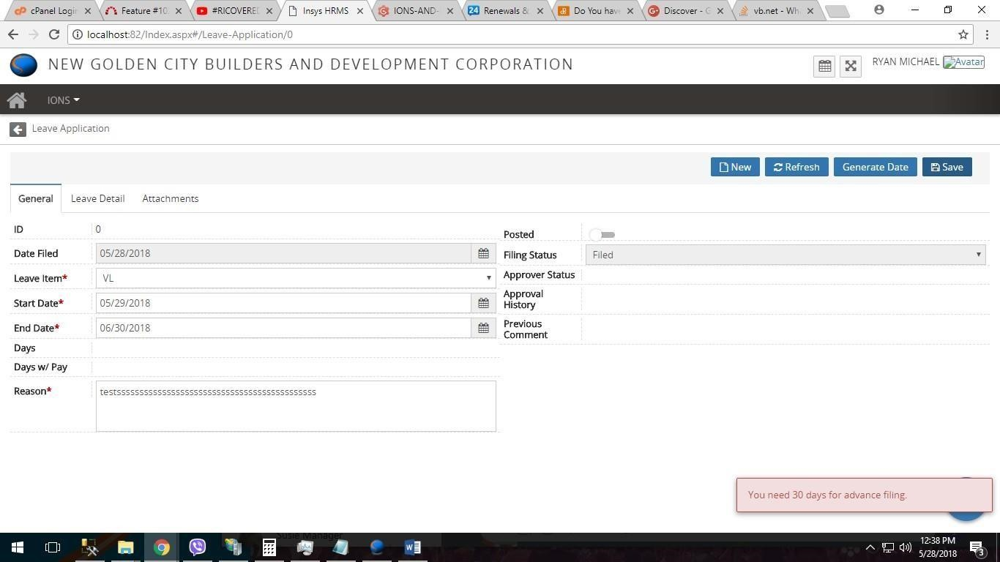 cPanel Login
Feature #10
#RICOVERED
Insys HRMS
IONS-AND-
24 Renewals &
Do You have
G+ Discover - G
vb.net - Wh
localhost:82/Index.aspx#/Leave-Application/0
NEW GOLDEN CITY BUILDERS AND DEVELOPMENT CORPORATION
RYAN MICHAEL Avatar
IONS
Leave Application
New Refresh Generate Date Save
General Leave Detail Attachments
ID 0
Date Filed 05/28/2018
Leave Item* VL
Start Date* 05/29/2018
End Date* 06/30/2018
Days
Days w/ Pay
Reason* testsssssssssssssssssssssssssssssssssssssssssssss
Posted
Filing Status Filed
Approver Status
Approval
History
Previous
Comment
You need 30 days for advance filing.
Susie Manager
12:38 PM
5/28/2018
3